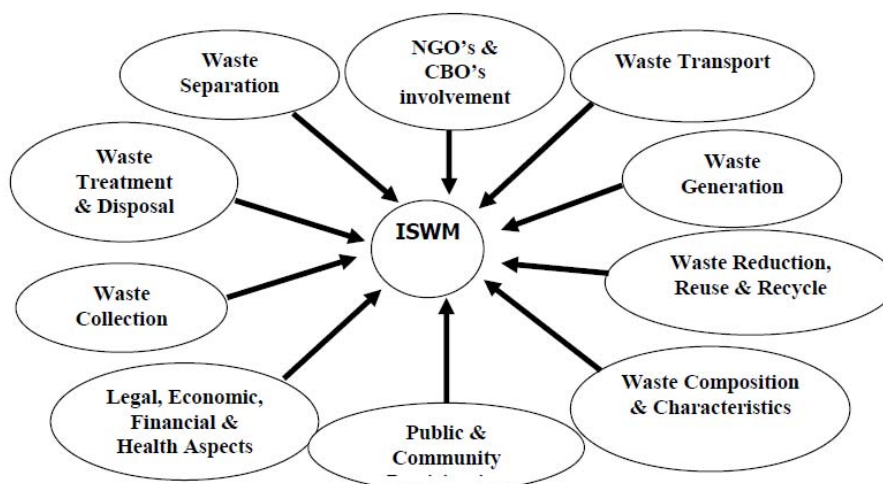 Waste
Separation
NGO's &
CBO's
involvement
Waste Transport
Waste
Treatment
& Disposal
Waste
Generation
ISWM
Waste Reduction,
Reuse & Recycle
Waste
Collection
Waste Composition
& Characteristics
Legal, Economic,
Financial &
Health Aspects
Public &
Community